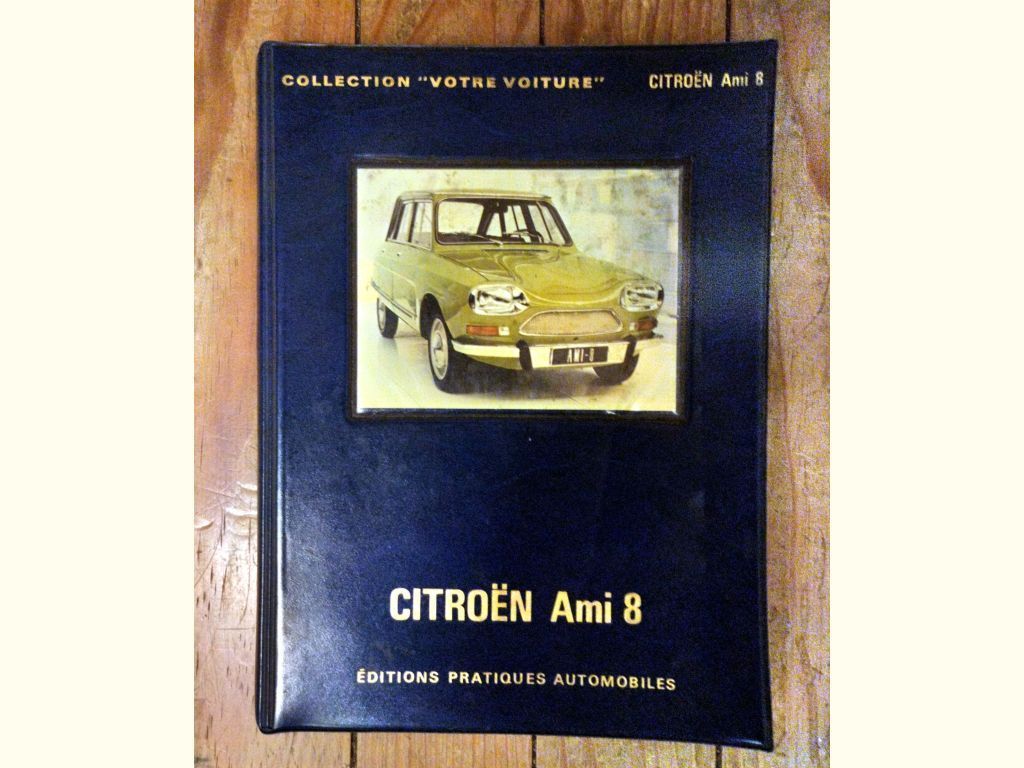 COLLECTION "VOTRE VOITURE" CITROËN Ami 8
AMI-8
CITROËN Ami 8
ÉDITIONS PRATIQUES AUTOMOBILES